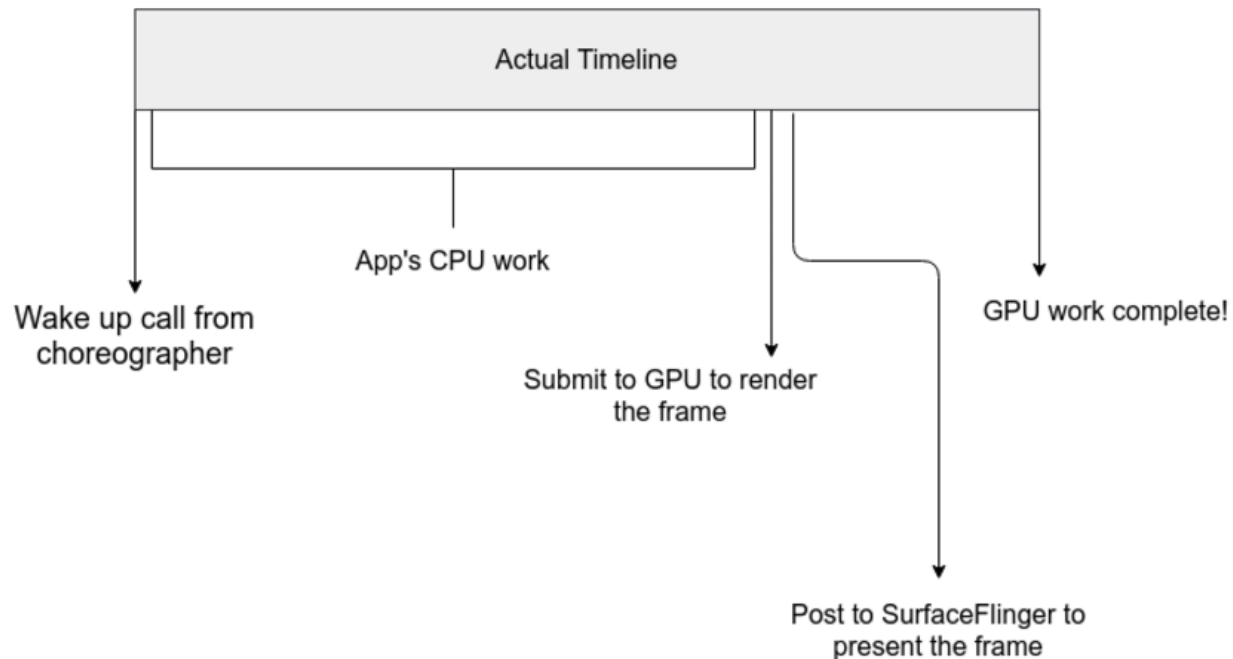 Actual Timeline
App's CPU work
Wake up call from
choreographer
GPU work complete!
Submit to GPU to render
the frame
Post to SurfaceFlinger to
present the frame